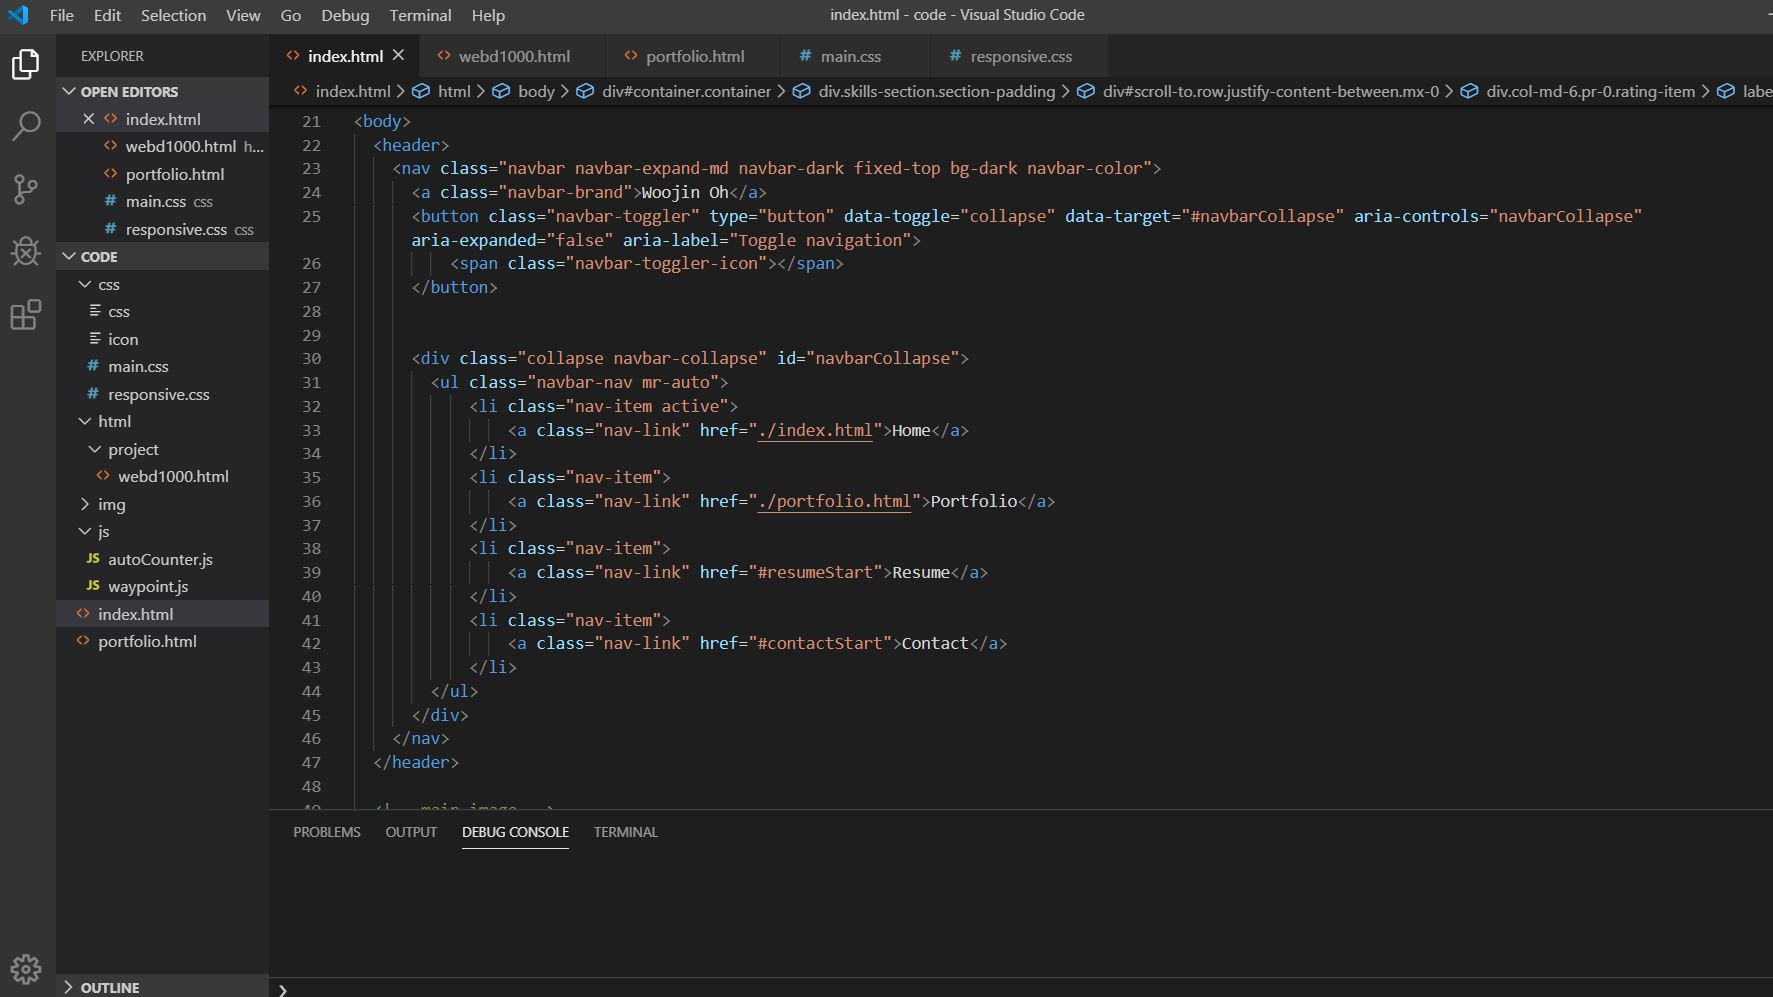 File Edit Selection View Go Debug Terminal Help
index.html - code - Visual Studio Code
EXPLORER
OPEN EDITORS
index.html
webd1000.html h...
portfolio.html
main.css css
responsive.css css
CODE
css
css
icon
main.css
responsive.css
html
project
webd1000.html
img
js
JS autoCounter.js
JS waypoint.js
index.html
portfolio.html
OUTLINE
index.html webd1000.html portfolio.html # main.css # responsive.css
index.html > html > body > div#container.container > div.skills-section.section-padding > div#scroll-to.row.justify-content-between.mx-0 > div.col-md-6.pr-0.rating-item > labe
21 <body>
22 <header>
23 <nav class="navbar navbar-expand-md navbar-dark fixed-top bg-dark navbar-color">
24 <a class="navbar-brand">Woojin Oh</a>
25 <button class="navbar-toggler" type="button" data-toggle="collapse" data-target="#navbarCollapse" aria-controls="navbarCollapse"
aria-expanded="false" aria-label="Toggle navigation">
26 <span class="navbar-toggler-icon"></span>
27 </button>
28
29
30 <div class="collapse navbar-collapse" id="navbarCollapse">
31 <ul class="navbar-nav mr-auto">
32 <li class="nav-item active">
33 <a class="nav-link" href="./index.html">Home</a>
34 </li>
35 <li class="nav-item">
36 <a class="nav-link" href="./portfolio.html">Portfolio</a>
37 </li>
38 <li class="nav-item">
39 <a class="nav-link" href="#resumeStart">Resume</a>
40 </li>
41 <li class="nav-item">
42 <a class="nav-link" href="#contactStart">Contact</a>
43 </li>
44 </ul>
45 </div>
46 </nav>
47 </header>
48
49 <!-- main image -->
PROBLEMS OUTPUT DEBUG CONSOLE TERMINAL